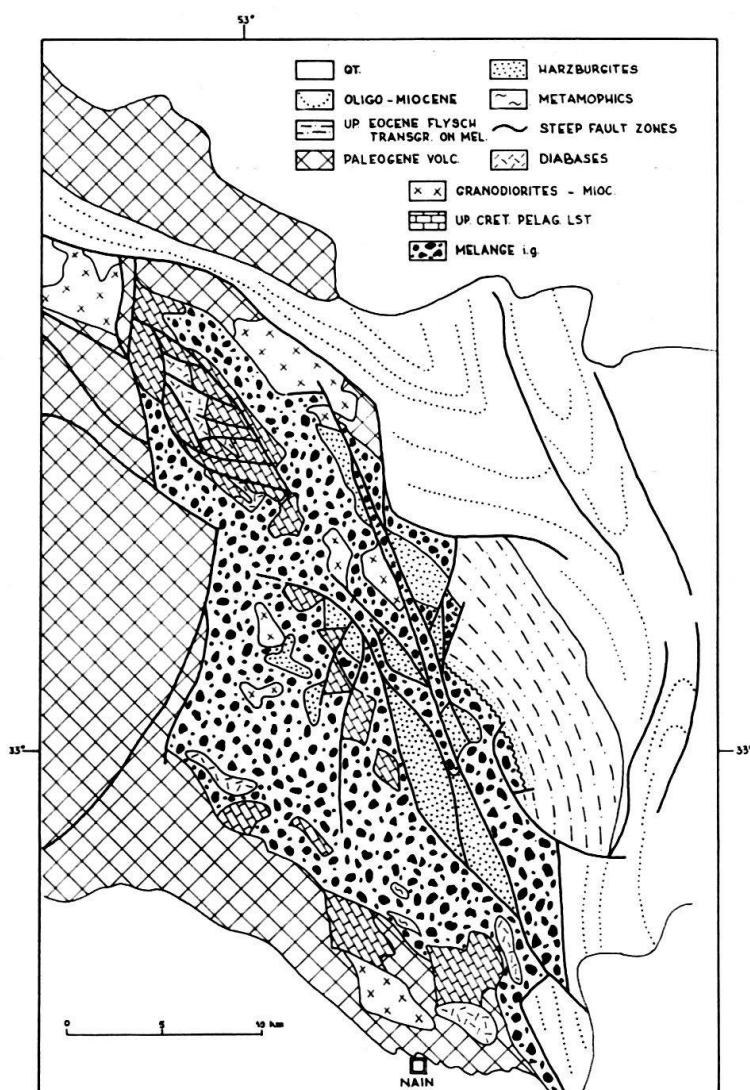 53°
QT.
OLIGO-MIOCENE
UP. EOCENE FLYSCH
TRANSGR. ON MEL.
PALEOGENE VOLC.
HARZBURGITES
METAMOPHICS
STEEP FAULT ZONES
DIABASES
GRANODIORITES - MIOC.
UP. CRET. PELAG. LST
MELANGE i.g.
33°
33°
0 5 10 km
NAIN